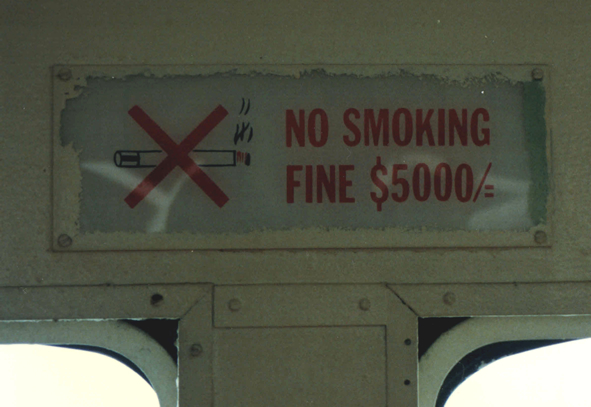 NO SMOKING
FINE $5000/=